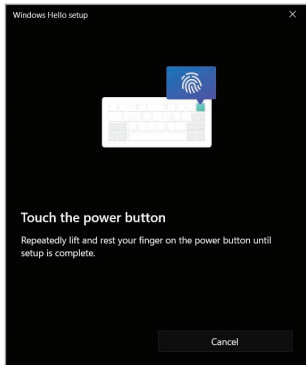 Windows Hello setup
Touch the power button
Repeatedly lift and rest your finger on the power button until
setup is complete.
Cancel